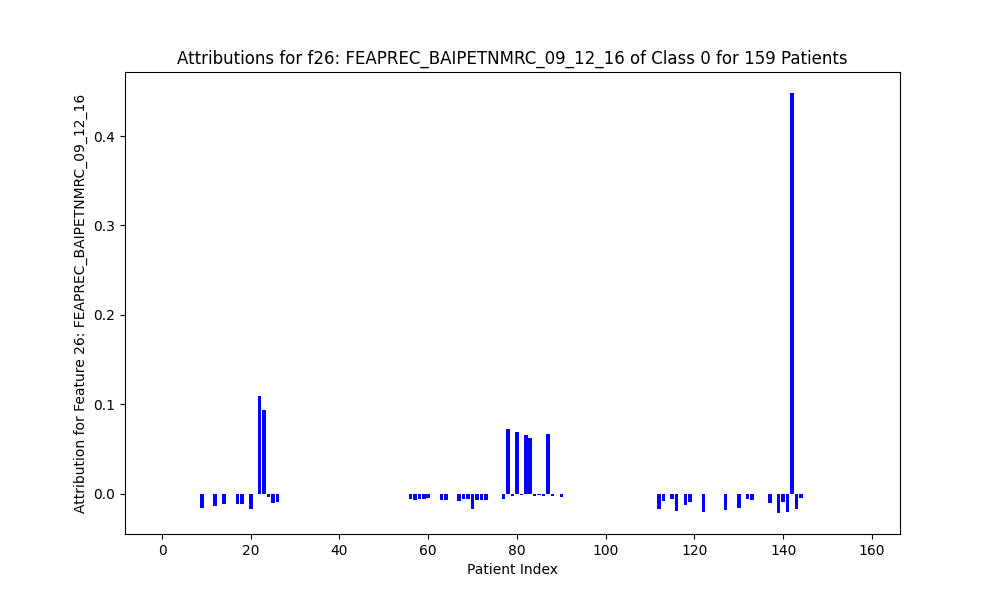 Attributions for f26: FEAPREC_BAIPETNMRC_09_12_16 of Class 0 for 159 Patients
Attribution for Feature 26: FEAPREC_BAIPETNMRC_09_12_16
0.4
0.3
0.2
0.1
0.0
0 20 40 60 80 100 120 140 160
Patient Index